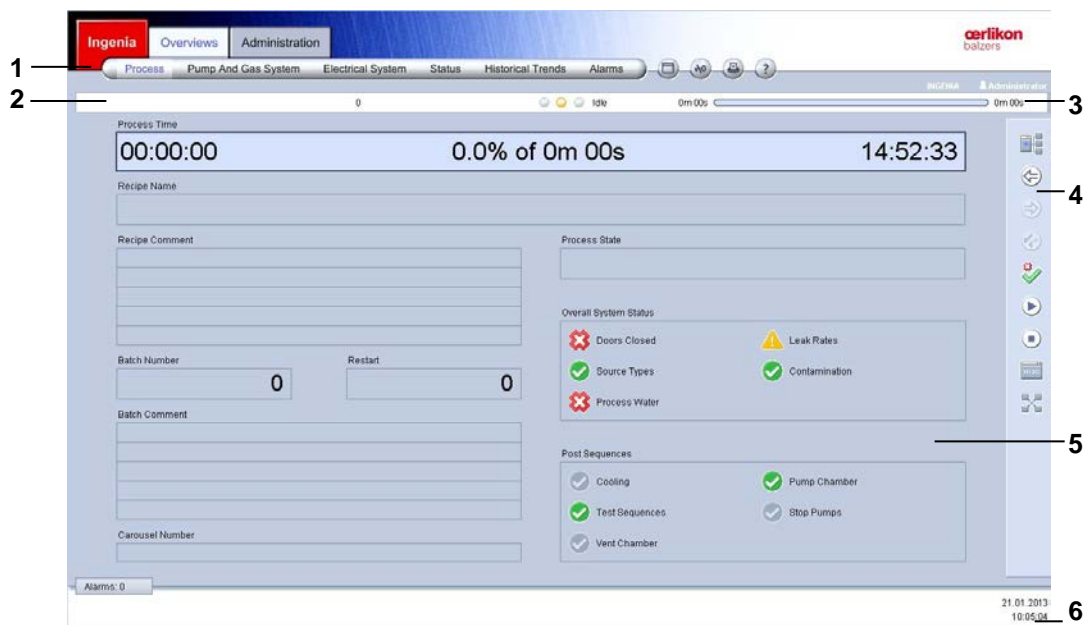 Ingenia Overviews Administration
œrlikon
balzers
1
Process Pump And Gas System Electrical System Status Historical Trends Alarms ?
INGENIA Administrator
2
0 Idle 0m 00s 0m 00s
3
Process Time
00:00:00 0.0% of 0m 00s 14:52:33
Recipe Name
4
Recipe Comment Process State
Overall System Status
Doors Closed Leak Rates
Batch Number Restart
Source Types Contamination
0 0
Process Water
Batch Comment
5
Post Sequences
Cooling Pump Chamber
Test Sequences Stop Pumps
Carousel Number
Vent Chamber
Alarms: 0
21.01.2013
10:05:04
6